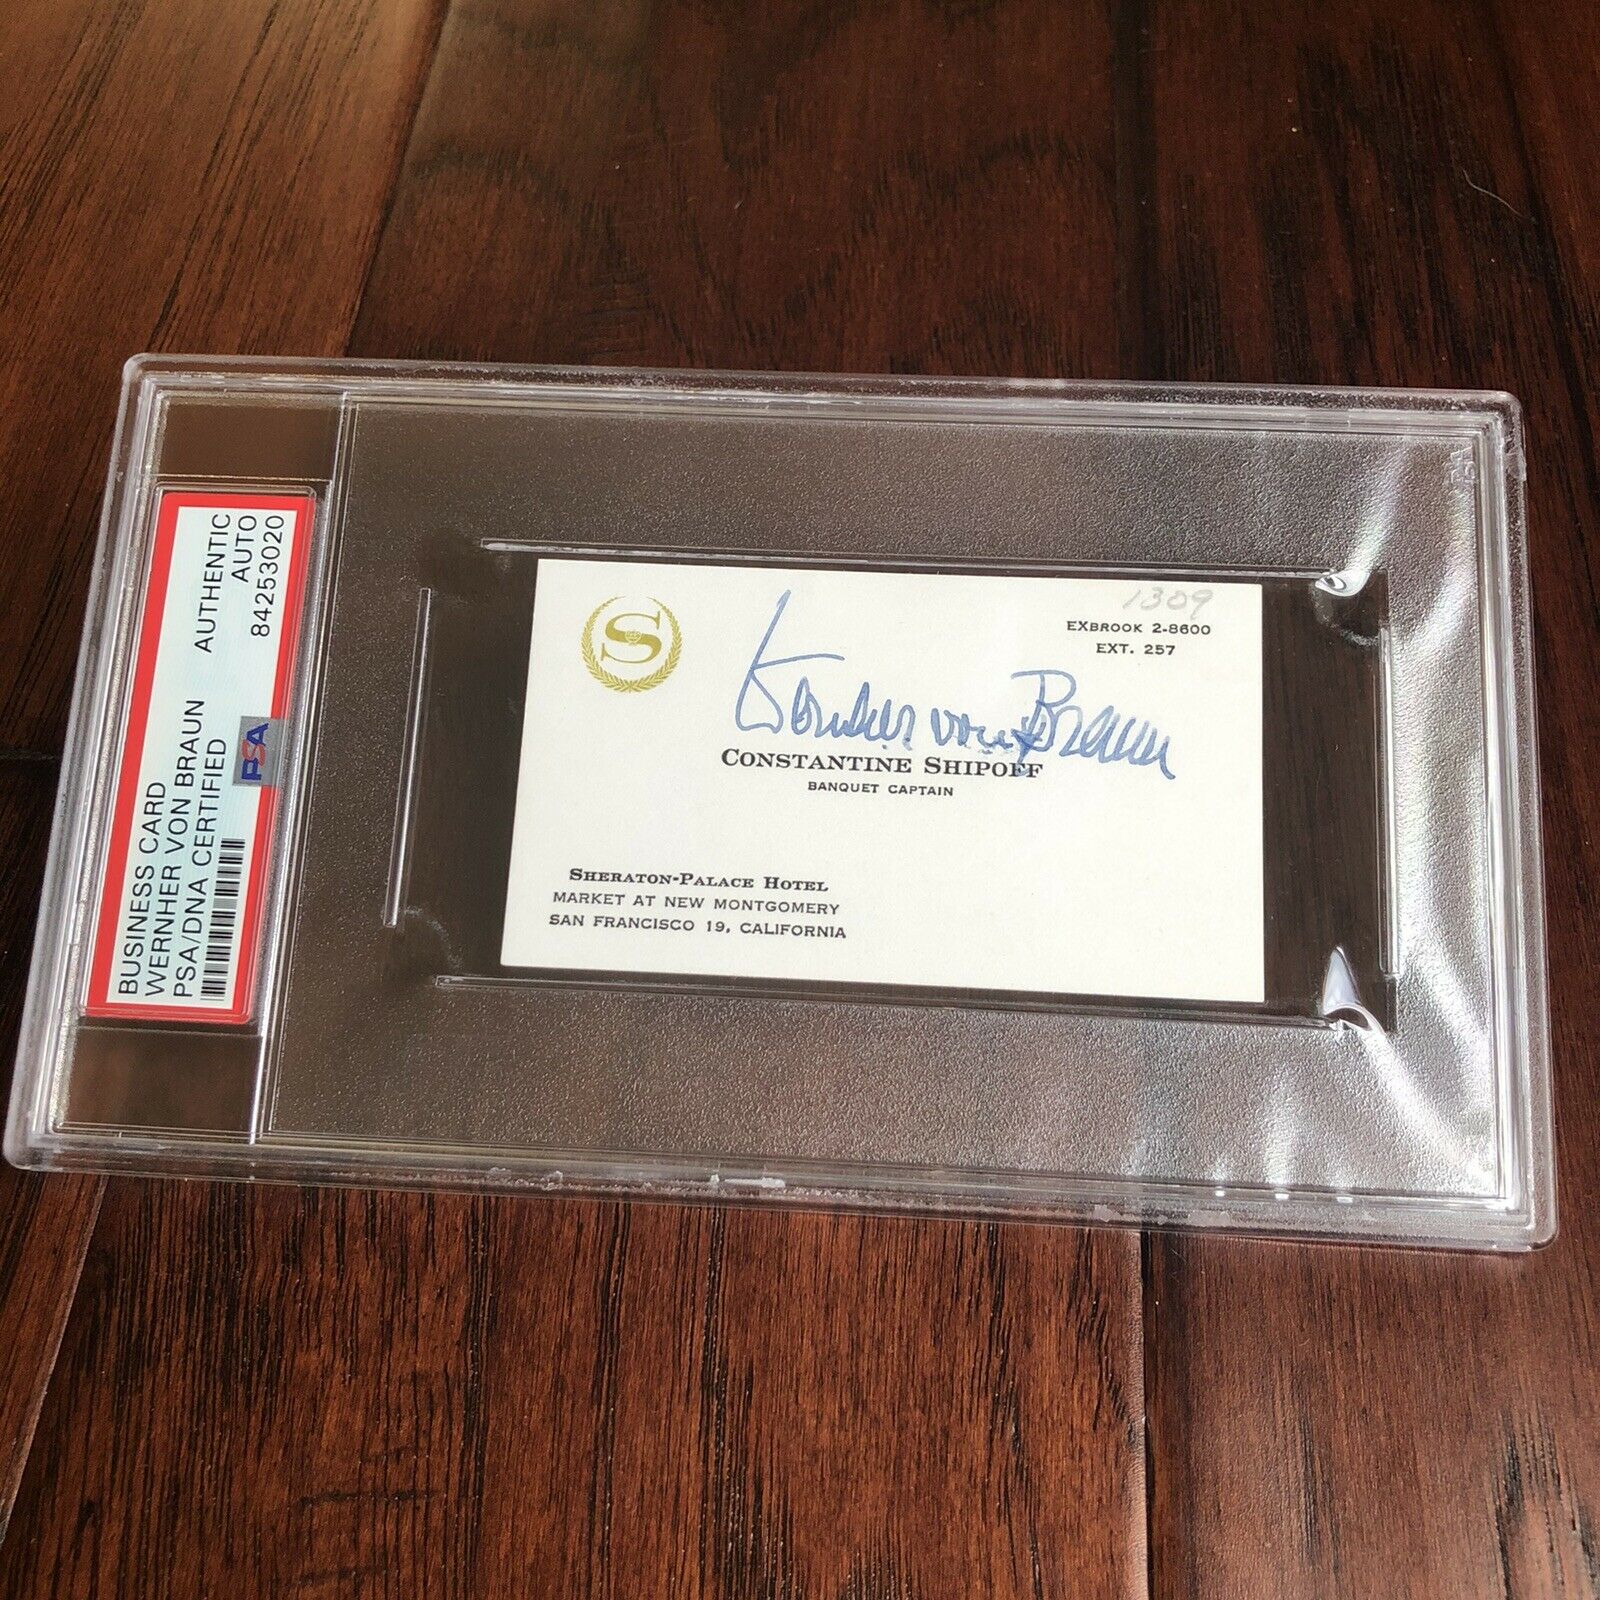 BUSINESS CARD
WERNHER VON BRAUN
PSA/DNA CERTIFIED
AUTHENTIC
AUTO
84253020
PSA
S
1309
EXBROOK 2-8600
EXT. 257
Wernher von Braun
CONSTANTINE SHIPOFF
BANQUET CAPTAIN
SHERATON-PALACE HOTEL
MARKET AT NEW MONTGOMERY
SAN FRANCISCO 19, CALIFORNIA